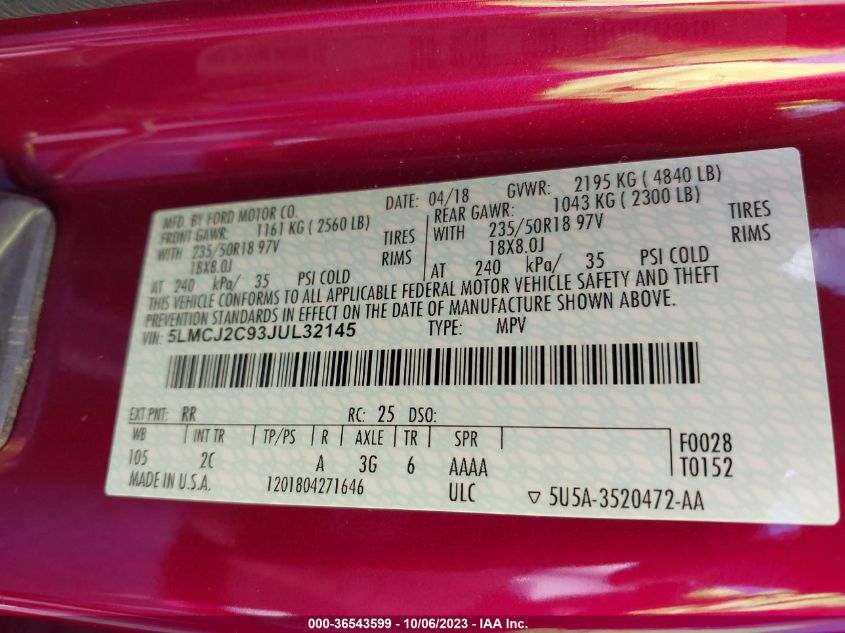 MFD. BY FORD MOTOR CO.
DATE: 04/18 GVWR: 2195 KG ( 4840 LB)
FRONT GAWR: 1161 KG ( 2560 LB)
REAR GAWR: 1043 KG ( 2300 LB)
WITH 235/50R18 97V TIRES
WITH 235/50R18 97V TIRES
18X8.0J RIMS
18X8.0J RIMS
AT 240 kPa/ 35 PSI COLD
AT 240 kPa/ 35 PSI COLD
THIS VEHICLE CONFORMS TO ALL APPLICABLE FEDERAL MOTOR VEHICLE SAFETY AND THEFT
PREVENTION STANDARDS IN EFFECT ON THE DATE OF MANUFACTURE SHOWN ABOVE.
VIN: 5LMCJ2C93JUL32145 TYPE: MPV
EXT PNT: RR RC: 25 DSO:
WB INT TR TP/PS R AXLE TR SPR F0028
105 2C A 3G 6 AAAA T0152
MADE IN U.S.A. 1201804271646 ULC ▽ 5U5A-3520472-AA
000-36543599 - 10/06/2023 - IAA Inc.